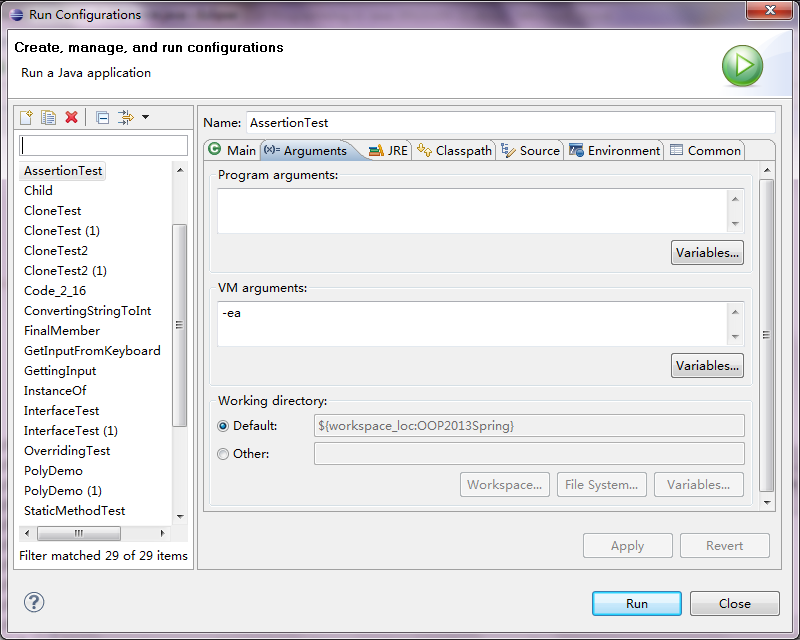 Run Configurations
Create, manage, and run configurations
Run a Java application
Name: AssertionTest
Main (x)= Arguments JRE Classpath Source Environment Common
AssertionTest
Child
CloneTest
CloneTest (1)
CloneTest2
CloneTest2 (1)
Code_2_16
ConvertingStringToInt
FinalMember
GetInputFromKeyboard
GettingInput
InstanceOf
InterfaceTest
InterfaceTest (1)
OverridingTest
PolyDemo
PolyDemo (1)
StaticMethodTest
Filter matched 29 of 29 items
Program arguments:
Variables...
VM arguments:
-ea
Variables...
Working directory:
Default: ${workspace_loc:OOP2013Spring}
Other:
Workspace... File System... Variables...
Apply Revert
Run Close